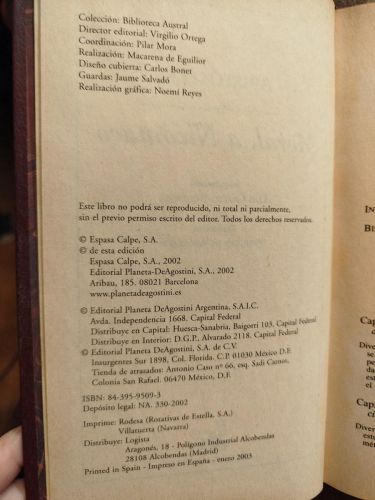 Colección: Biblioteca Austral
Director editorial: Virgilio Ortega
Coordinación: Pilar Mora
Realización: Macarena de Eguilior
Diseño cubierta: Carlos Bonet
Guardas: Jaume Salvadó
Realización gráfica: Noemí Reyes
Este libro no podrá ser reproducido, ni total ni parcialmente,
sin el previo permiso escrito del editor. Todos los derechos reservados.
© Espasa Calpe, S.A.
© de esta edición
Espasa Calpe, S.A., 2002
Editorial Planeta-DeAgostini, S.A., 2002
Aribau, 185. 08021 Barcelona
www.planetadeagostini.es
© Editorial Planeta DeAgostini Argentina, S.A.I.C.
Avda. Independencia 1668. Capital Federal
Distribuye en Capital: Huesca-Sanabria, Baigorri 103. Capital Federal
Distribuye en Interior: D.G.P., Alvarado 2118. Capital Federal
© Editorial Planeta DeAgostini, S.A. de C.V.
Insurgentes Sur 1898, Col. Florida. C.P. 01030 México D.F.
Tienda de atrasados: Antonio Caso nº 66, esq. Sadi Carnot,
Colonia San Rafael. 06470 México D.F.
ISBN: 84-395-9509-3
Depósito legal: NA. 330-2002
Imprime: Rodesa (Rotativas de Estella, S.A.)
Villatuerta (Navarra)
Distribuye: Logista
Aragonés, 18 - Polígono Industrial Alcobendas
28108 Alcobendas (Madrid)
Printed in Spain - Impreso en España - enero 2003